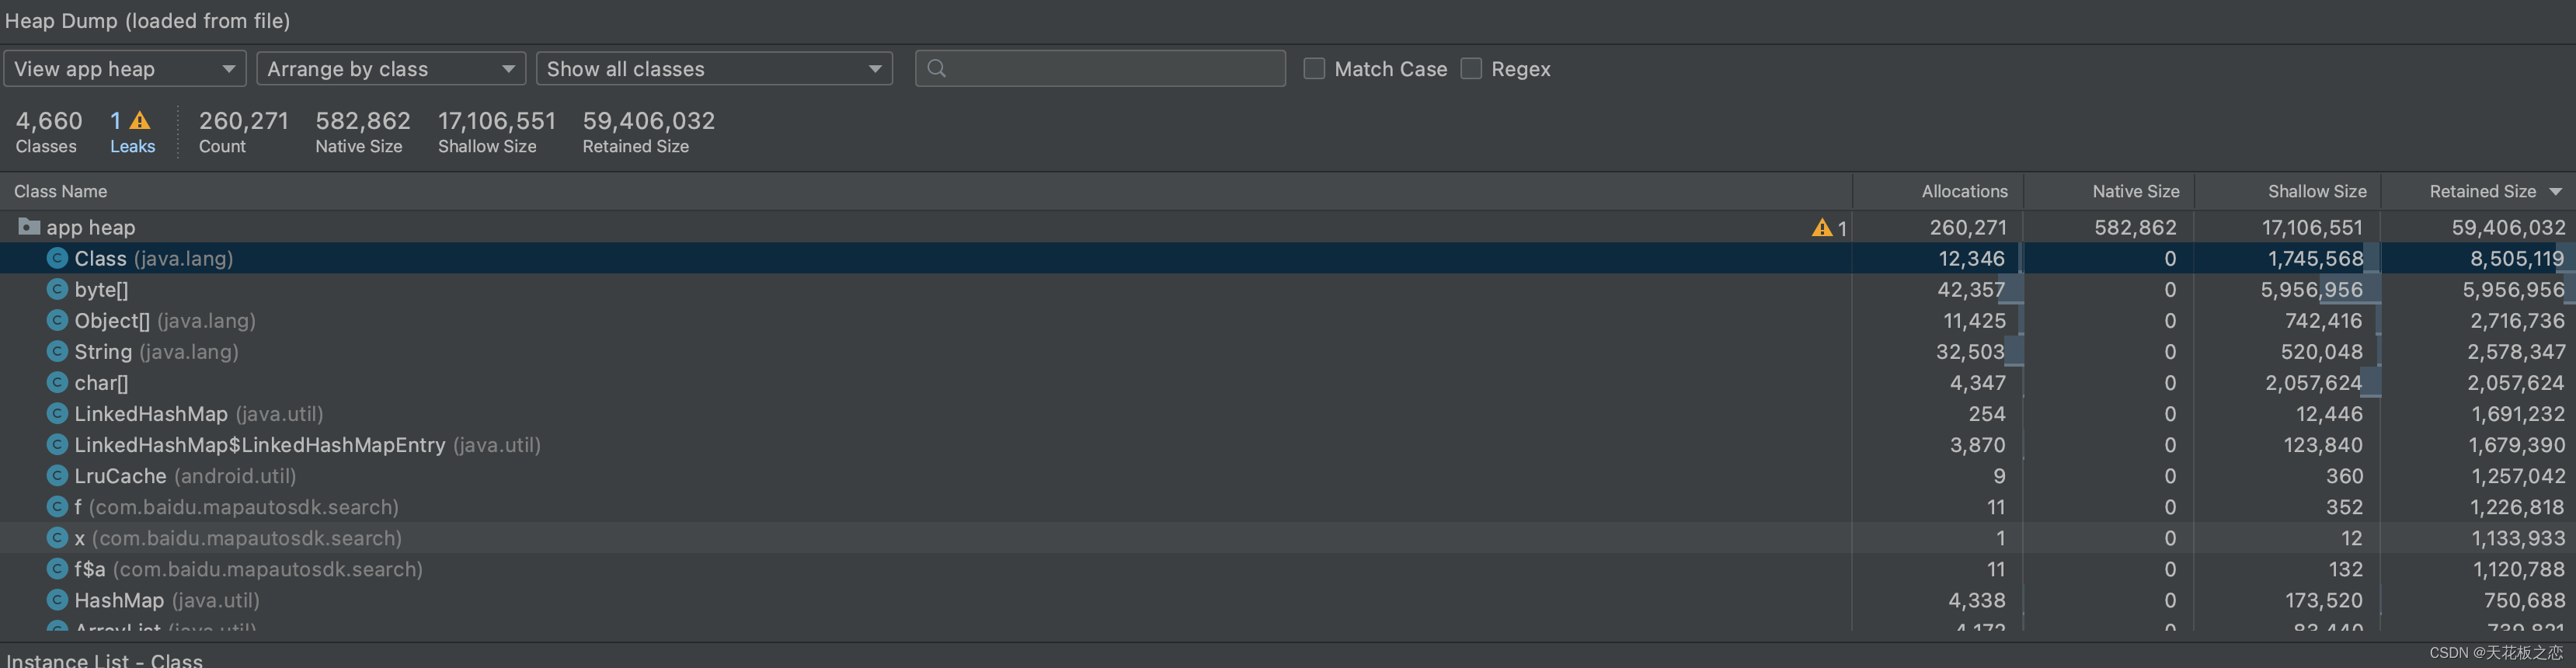 Heap Dump (loaded from file)
View app heap Arrange by class Show all classes Match Case Regex
4,660 1 260,271 582,862 17,106,551 59,406,032
Classes Leaks Count Native Size Shallow Size Retained Size
Class Name Allocations Native Size Shallow Size Retained Size
app heap 1 260,271 582,862 17,106,551 59,406,032
C Class (java.lang) 12,346 0 1,745,568 8,505,119
C byte[] 42,357 0 5,956,956 5,956,956
C Object[] (java.lang) 11,425 0 742,416 2,716,736
C String (java.lang) 32,503 0 520,048 2,578,347
C char[] 4,347 0 2,057,624 2,057,624
C LinkedHashMap (java.util) 254 0 12,446 1,691,232
C LinkedHashMap$LinkedHashMapEntry (java.util) 3,870 0 123,840 1,679,390
C LruCache (android.util) 9 0 360 1,257,042
C f (com.baidu.mapautosdk.search) 11 0 352 1,226,818
C x (com.baidu.mapautosdk.search) 1 0 12 1,133,933
C f$a (com.baidu.mapautosdk.search) 11 0 132 1,120,788
C HashMap (java.util) 4,338 0 173,520 750,688
C ArrayList (java.util) 4,172 0 83,440 739,821
Instance List - Class
CSDN @天花板之恋